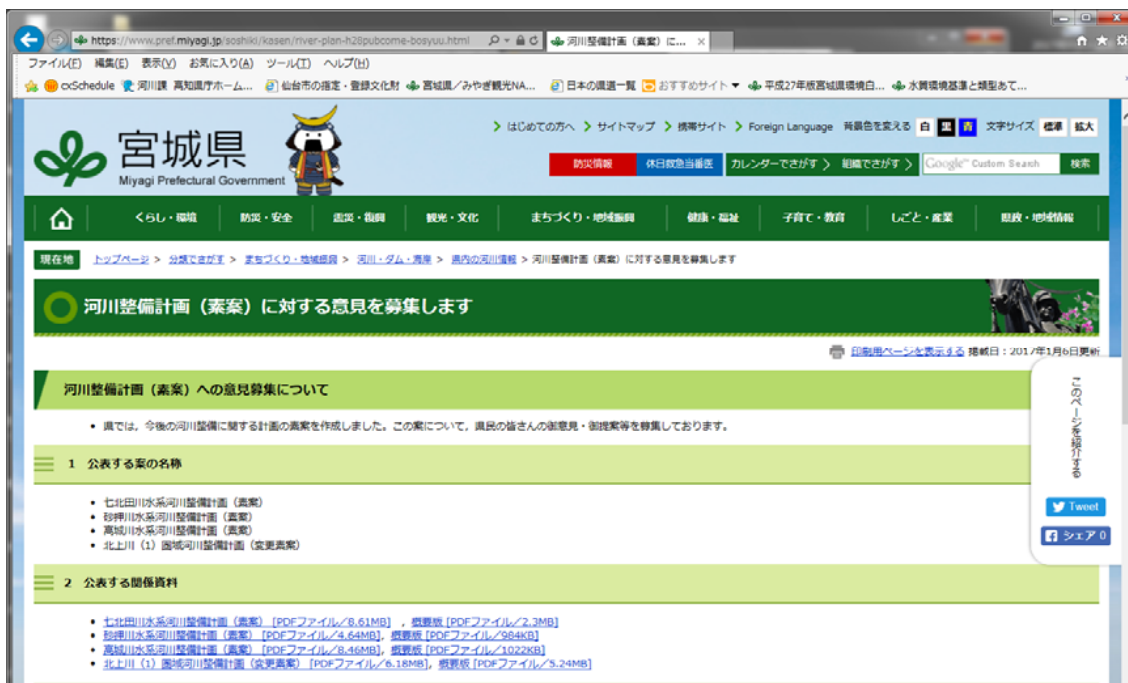 https://www.pref.miyagi.jp/soshiki/kasen/river-plan-h28pubcome-bosyuu.html
河川整備計画（素案）に... ×
ファイル(F) 編集(E) 表示(V) お気に入り(A) ツール(T) ヘルプ(H)
cxSchedule 河川課 高知県庁ホーム... 仙台市の指定・登録文化財 宮城県／みやぎ観光NA... 日本の県道一覧 おすすめサイト ▼ 平成27年版宮城県環境白... 水質環境基準と類型あて...
> はじめての方へ > サイトマップ > 携帯サイト > Foreign Language 背景色を変える 白 黒 青 文字サイズ 標準 拡大
宮城県
Miyagi Prefectural Government
防災情報 休日救急当番医 カレンダーでさがす 〉 組織でさがす 〉 Google™ Custom Search 検索
くらし・環境 防災・安全 震災・復興 観光・文化 まちづくり・地域振興 健康・福祉 子育て・教育 しごと・産業 県政・地域情報
現在地 トップページ > 分類でさがす > まちづくり・地域振興 > 河川・ダム・海岸 > 県内の河川情報 > 河川整備計画（素案）に対する意見を募集します
河川整備計画（素案）に対する意見を募集します
印刷用ページを表示する 掲載日：2017年1月6日更新
河川整備計画（素案）への意見募集について
• 県では，今後の河川整備に関する計画の素案を作成しました。この案について，県民の皆さんの御意見・御提案等を募集しております。
1 公表する案の名称
• 七北田川水系河川整備計画（素案）
• 砂押川水系河川整備計画（素案）
• 高城川水系河川整備計画（素案）
• 北上川（1）圏域河川整備計画（変更素案）
2 公表する関係資料
• 七北田川水系河川整備計画（素案） [PDFファイル／8.61MB] ，概要版 [PDFファイル／2.3MB]
• 砂押川水系河川整備計画（素案） [PDFファイル／4.64MB]，概要版 [PDFファイル／984KB]
• 高城川水系河川整備計画（素案） [PDFファイル／8.46MB]，概要版 [PDFファイル／1022KB]
• 北上川（1）圏域河川整備計画（変更素案） [PDFファイル／6.18MB]，概要版 [PDFファイル／5.24MB]
このページを紹介する
Tweet
シェア 0